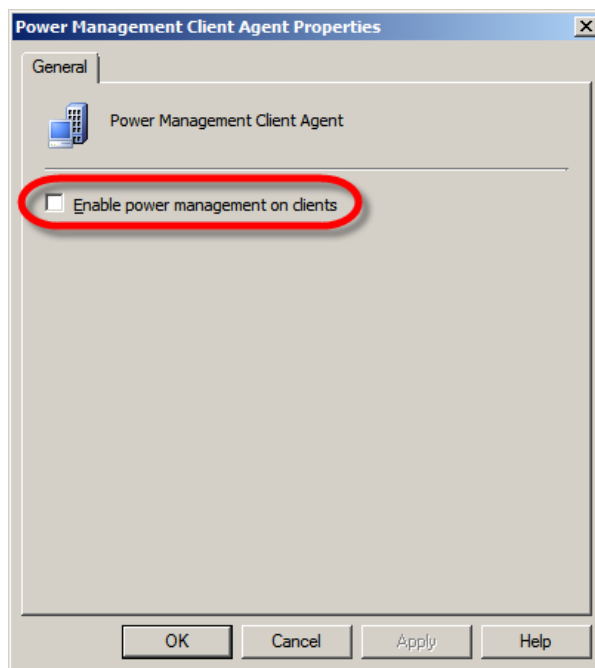 Power Management Client Agent Properties
General
Power Management Client Agent
Enable power management on clients
OK Cancel Apply Help